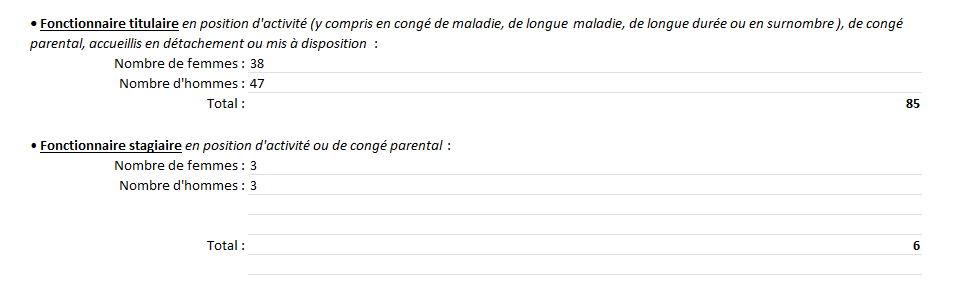 • Fonctionnaire titulaire en position d'activité (y compris en congé de maladie, de longue maladie, de longue durée ou en surnombre ), de congé
parental, accueillis en détachement ou mis à disposition :
Nombre de femmes : 38
Nombre d'hommes : 47
Total : 85
• Fonctionnaire stagiaire en position d'activité ou de congé parental :
Nombre de femmes : 3
Nombre d'hommes : 3
Total : 6